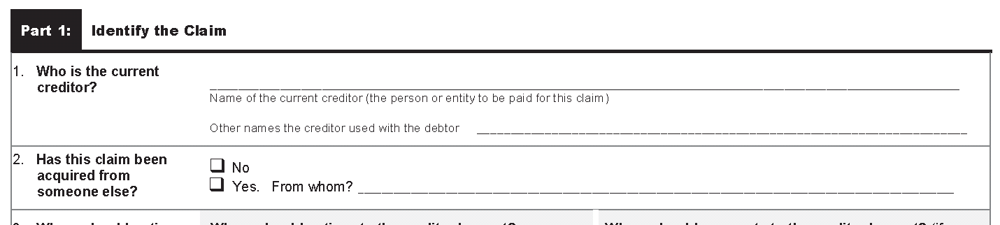 Part 1: Identify the Claim
1. Who is the current
creditor?
Name of the current creditor (the person or entity to be paid for this claim)
Other names the creditor used with the debtor
2. Has this claim been
acquired from
someone else?
No
Yes. From whom?